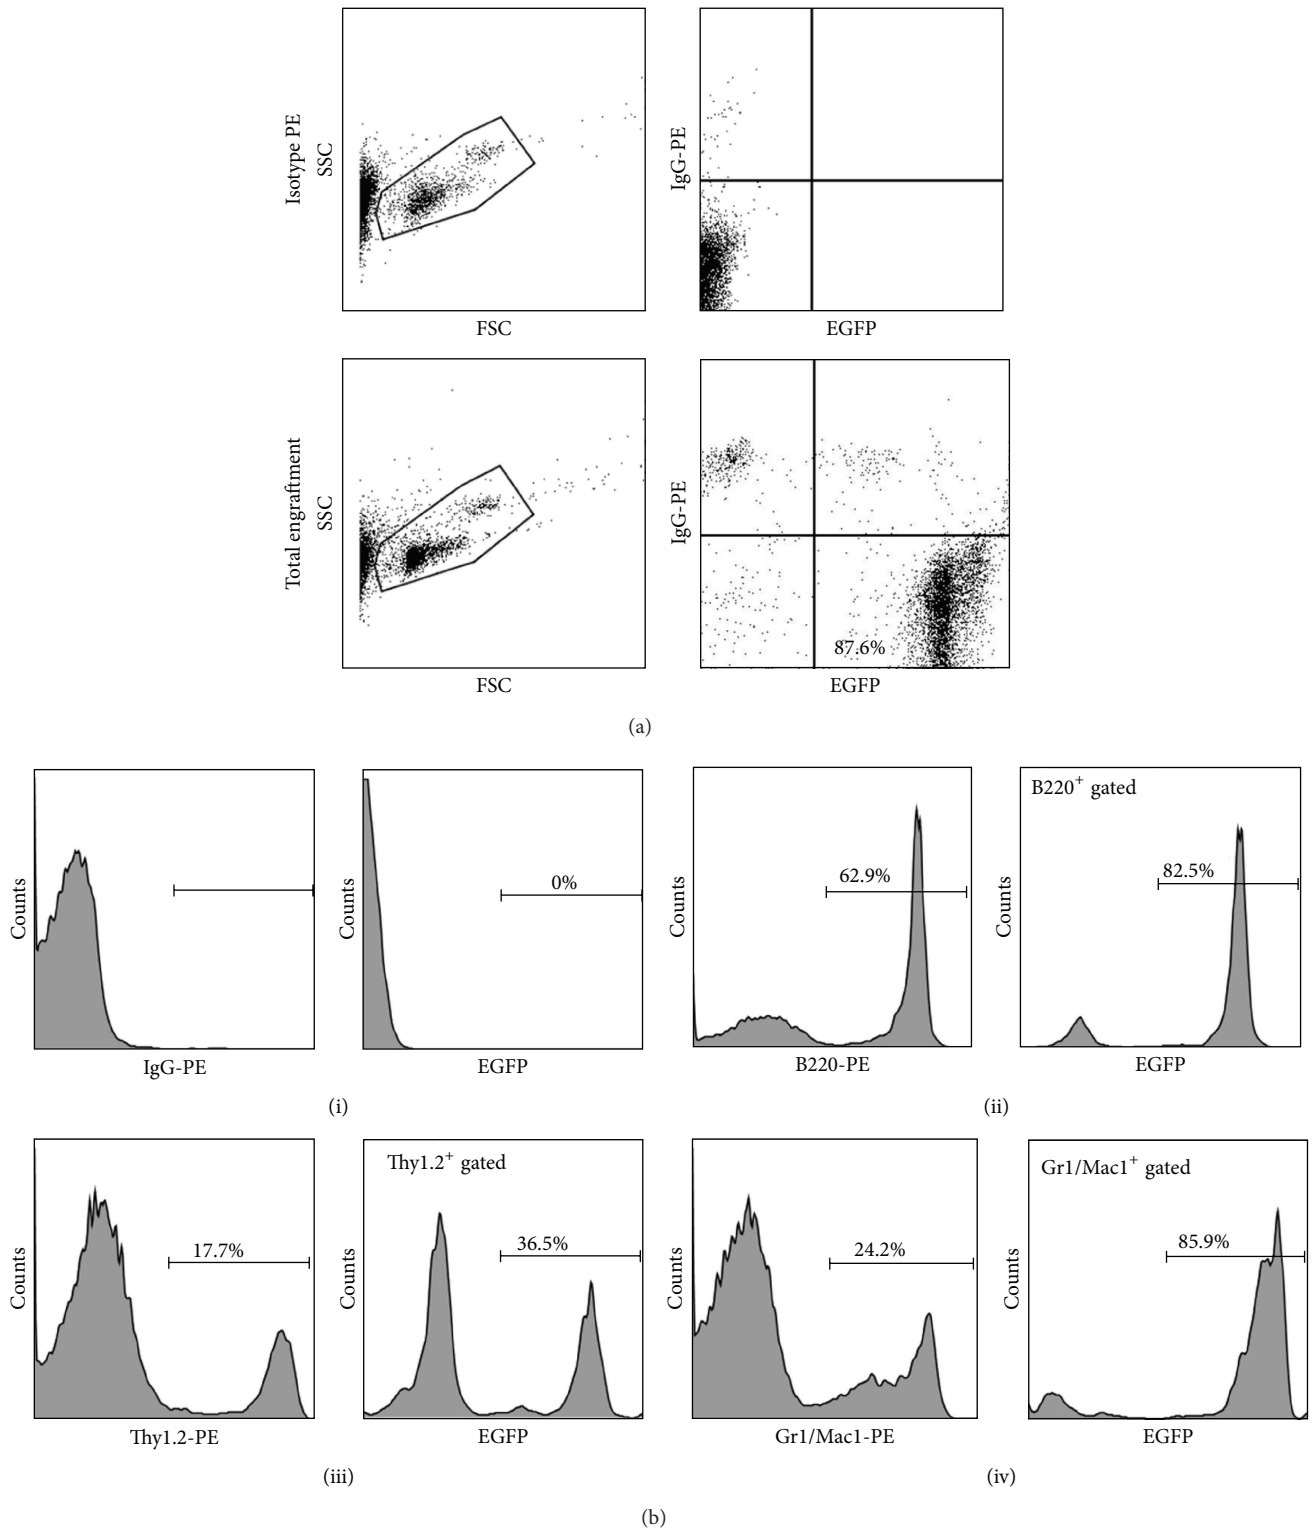 Isotype PE
SSC
FSC
IgG-PE
EGFP
Total engraftment
SSC
FSC
IgG-PE
87.6%
EGFP
(a)
Counts
IgG-PE
Counts
0%
EGFP
(i)
Counts
62.9%
B220-PE
Counts
B220⁺ gated
82.5%
EGFP
(ii)
Counts
17.7%
Thy1.2-PE
Counts
Thy1.2⁺ gated
36.5%
EGFP
(iii)
Counts
24.2%
Gr1/Mac1-PE
Counts
Gr1/Mac1⁺ gated
85.9%
EGFP
(iv)
(b)